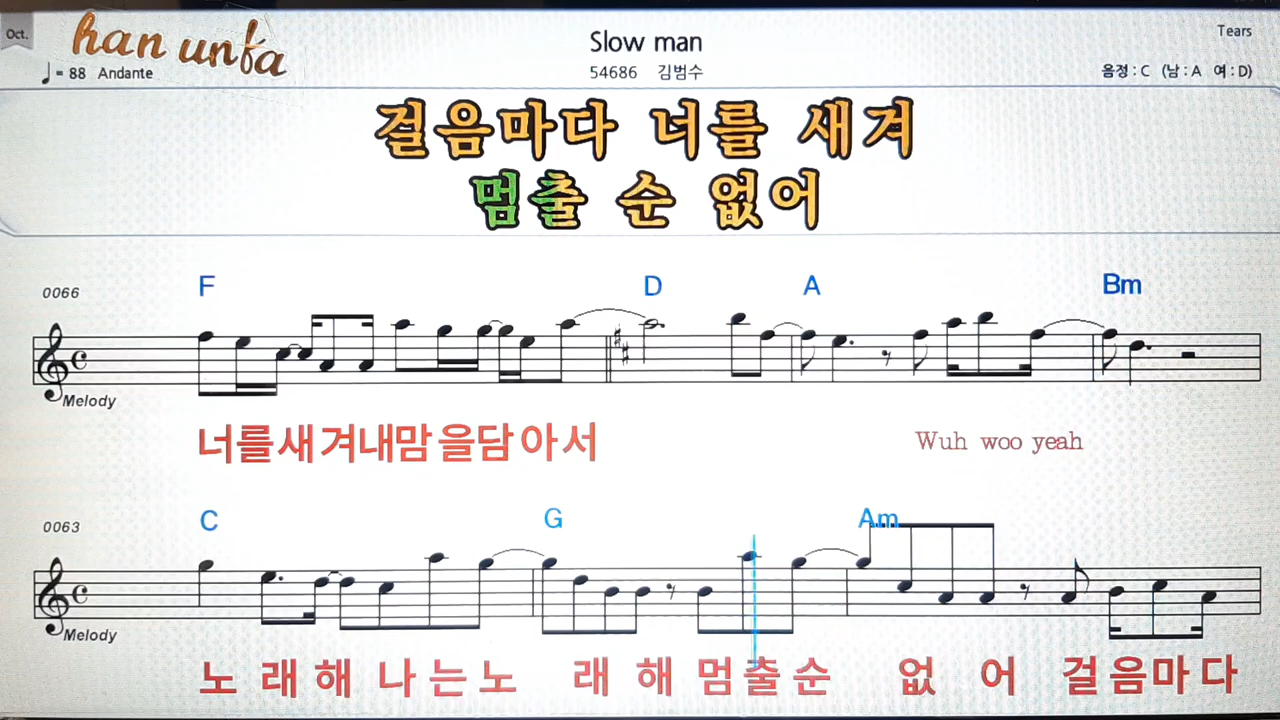 Oct.
han unfa
Slow man
Tears
♩ = 88 Andante
54686 김범수
음정 : C (남 : A 여 : D)
걸음마다 너를 새겨
멈출 순 없어
0066
F D A Bm
Melody
너를새겨내맘을담아서 Wuh woo yeah
0063
C G Am
Melody
노래해나는노 래해멈출순 없 어 걸음마다